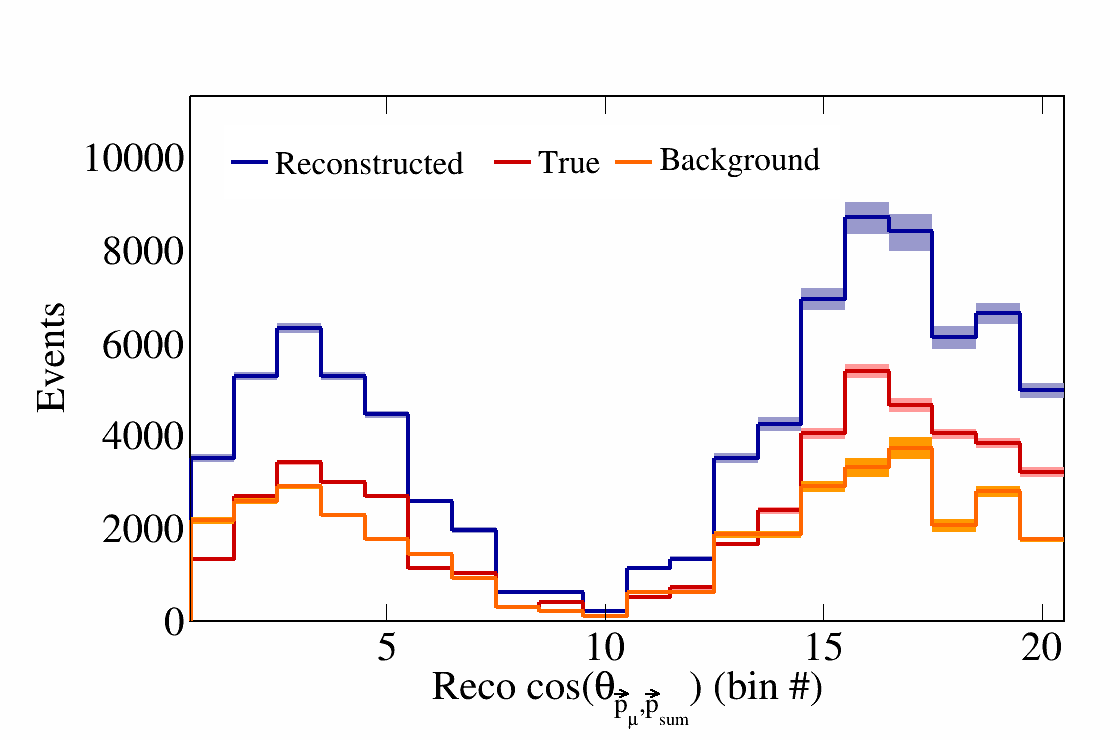 Reconstructed True Background
10000
8000
6000
4000
2000
0
Events
5 10 15 20
Reco cos(θp⃗μ,p⃗sum) (bin #)